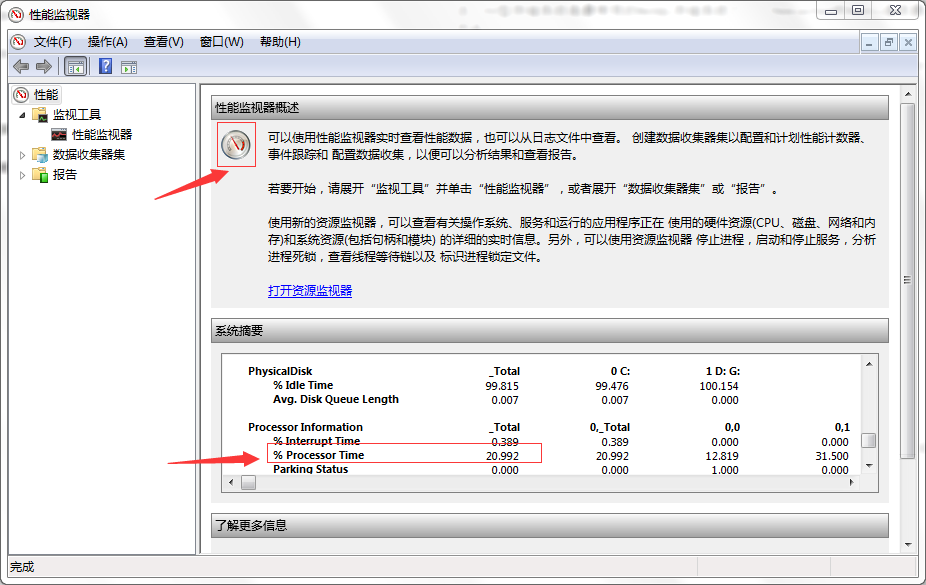 性能监视器
文件(F) 操作(A) 查看(V) 窗口(W) 帮助(H)
性能
监视工具
性能监视器
数据收集器集
报告
性能监视器概述
可以使用性能监视器实时查看性能数据，也可以从日志文件中查看。 创建数据收集器集以配置和计划性能计数器、
事件跟踪和 配置数据收集，以便可以分析结果和查看报告。
若要开始，请展开“监视工具”并单击“性能监视器”，或者展开“数据收集器集”或“报告”。
使用新的资源监视器，可以查看有关操作系统、服务和运行的应用程序正在 使用的硬件资源(CPU、磁盘、网络和内
存)和系统资源(包括句柄和模块) 的详细的实时信息。另外，可以使用资源监视器 停止进程，启动和停止服务，分析
进程死锁，查看线程等待链以及 标识进程锁定文件。
打开资源监视器
系统摘要
PhysicalDisk _Total 0 C: 1 D: G:
% Idle Time 99.815 99.476 100.154
Avg. Disk Queue Length 0.007 0.007 0.000
Processor Information _Total 0,_Total 0,0 0,1
% Interrupt Time 0.389 0.389 0.000 0.000
% Processor Time 20.992 20.992 12.819 31.500
Parking Status 0.000 0.000 1.000 0.000
了解更多信息
完成